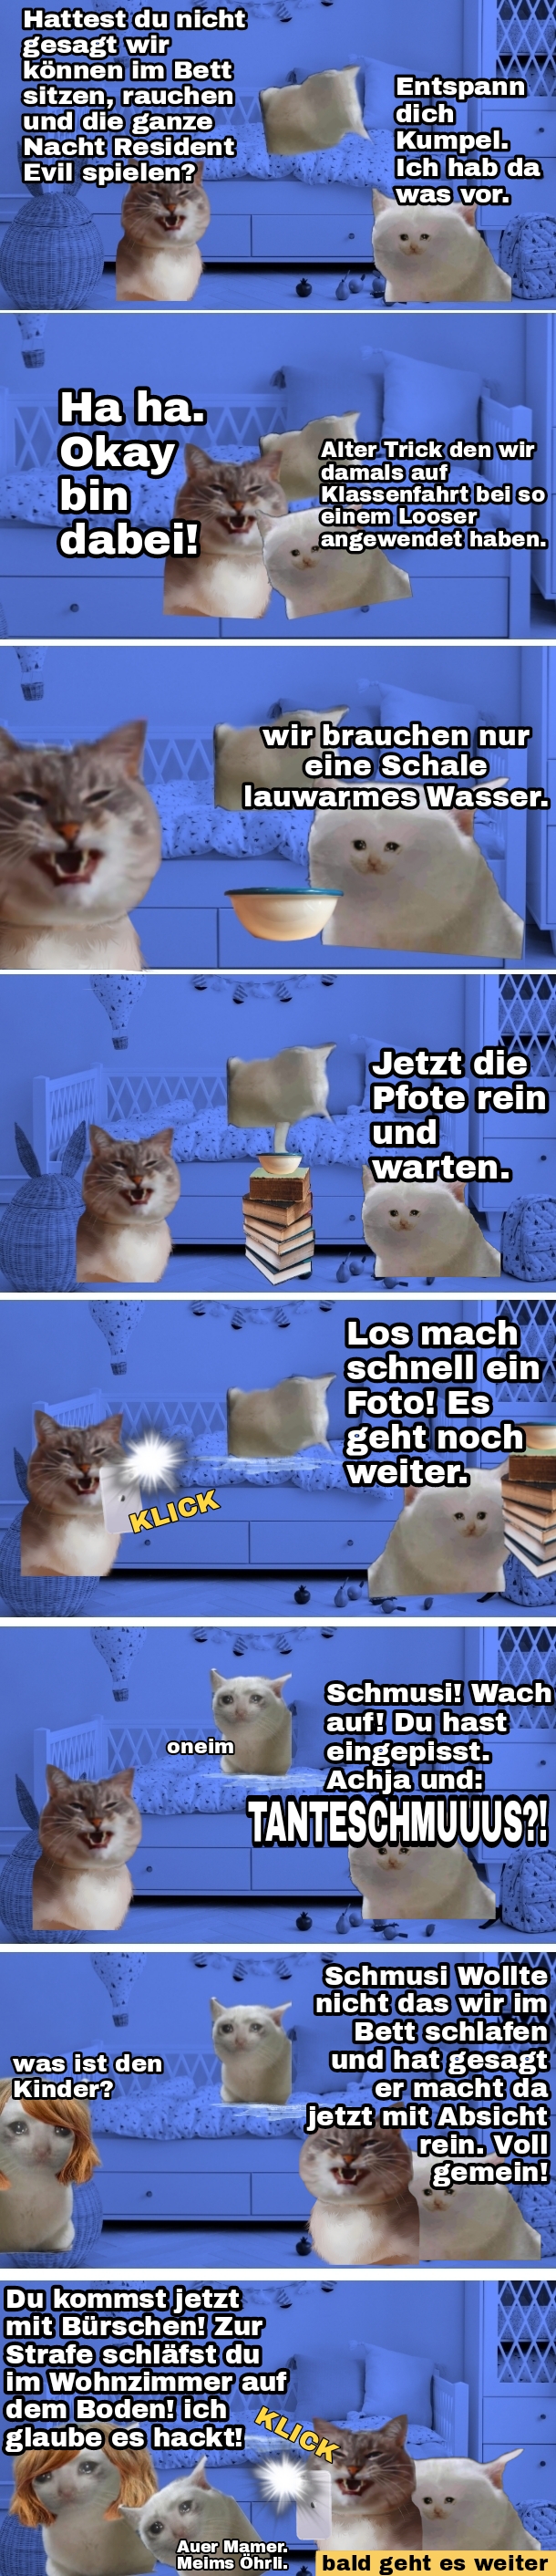 Hattest du nicht
gesagt wir
können im Bett
sitzen, rauchen
und die ganze
Nacht Resident
Evil spielen?
Entspann
dich
Kumpel.
Ich hab da
was vor.
Ha ha.
Okay
bin
dabei!
Alter Trick den wir
damals auf
Klassenfahrt bei so
einem Looser
angewendet haben.
wir brauchen nur
eine Schale
lauwarmes Wasser.
Jetzt die
Pfote rein
und
warten.
Los mach
schnell ein
Foto! Es
geht noch
weiter.
KLICK
Schmusi! Wach
auf! Du hast
eingepisst.
Achja und:
TANTESCHMUUUS?!
oneim
was ist den
Kinder?
Schmusi Wollte
nicht das wir im
Bett schlafen
und hat gesagt
er macht da
jetzt mit Absicht
rein. Voll
gemein!
Du kommst jetzt
mit Bürschen! Zur
Strafe schläfst du
im Wohnzimmer auf
dem Boden! ich
glaube es hackt!
KLICK
Auer Mamer.
Meims Öhrli.
bald geht es weiter